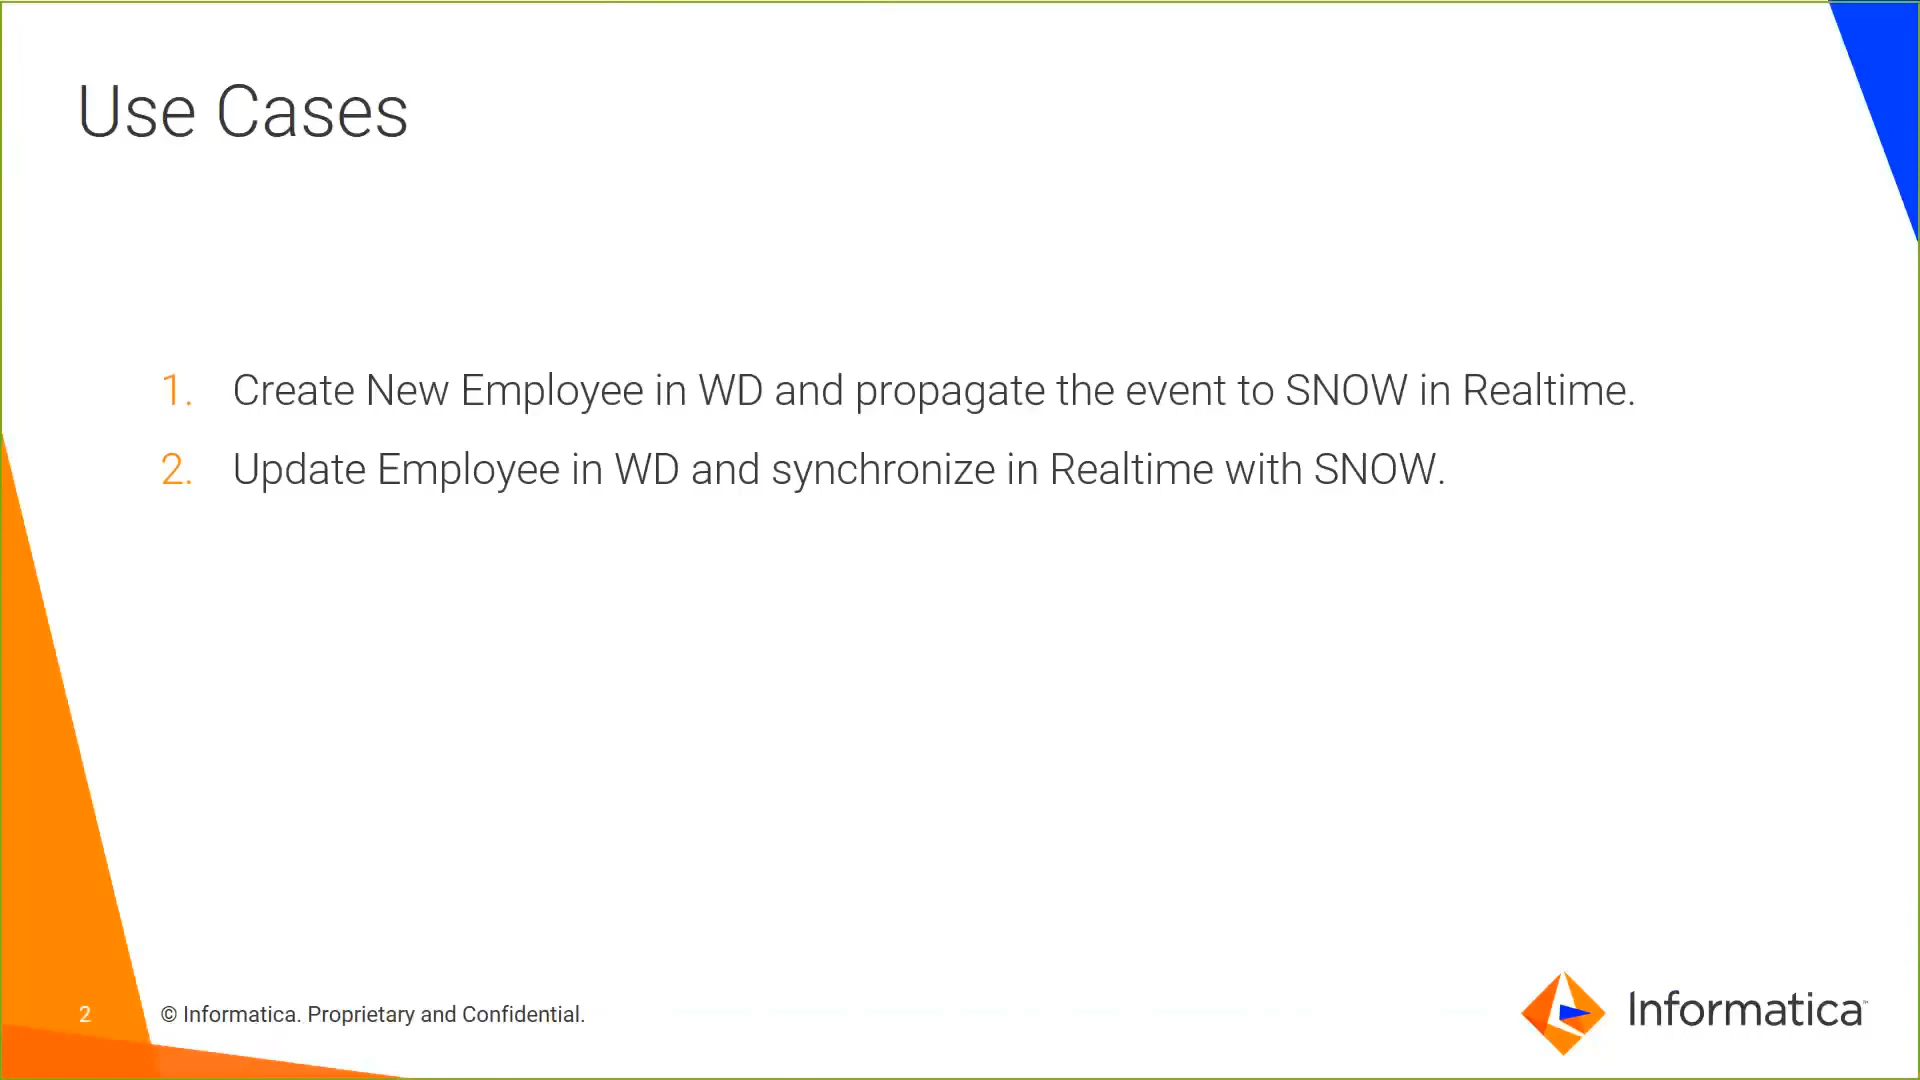 Use Cases
1. Create New Employee in WD and propagate the event to SNOW in Realtime.
2. Update Employee in WD and synchronize in Realtime with SNOW.
2
© Informatica. Proprietary and Confidential.
Informatica™